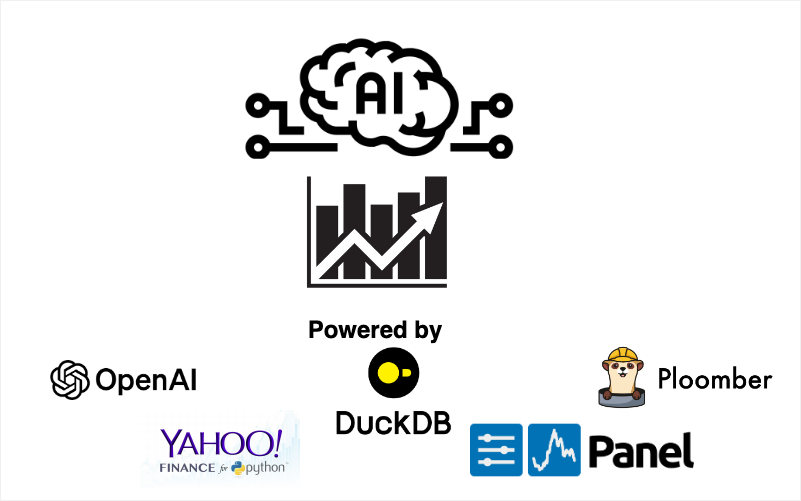 AI
Powered by
OpenAI
DuckDB
Ploomber
YAHOO!
FINANCE for python
Panel